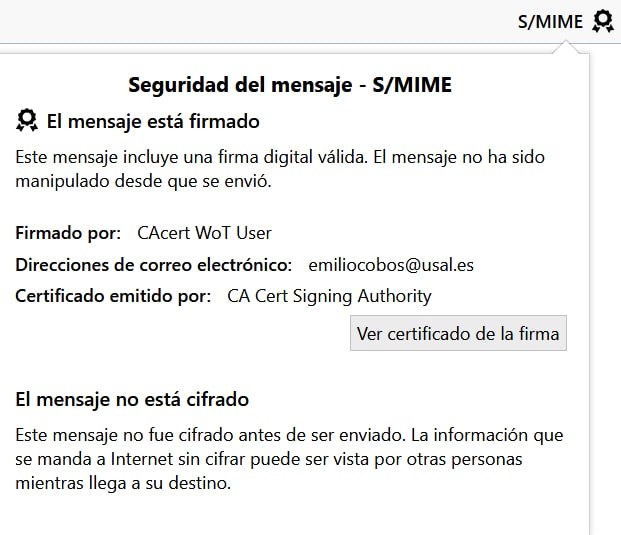 S/MIME
Seguridad del mensaje - S/MIME
El mensaje está firmado
Este mensaje incluye una firma digital válida. El mensaje no ha sido
manipulado desde que se envió.
Firmado por: CAcert WoT User
Direcciones de correo electrónico: emiliocobos@usal.es
Certificado emitido por: CA Cert Signing Authority
Ver certificado de la firma
El mensaje no está cifrado
Este mensaje no fue cifrado antes de ser enviado. La información que
se manda a Internet sin cifrar puede ser vista por otras personas
mientras llega a su destino.